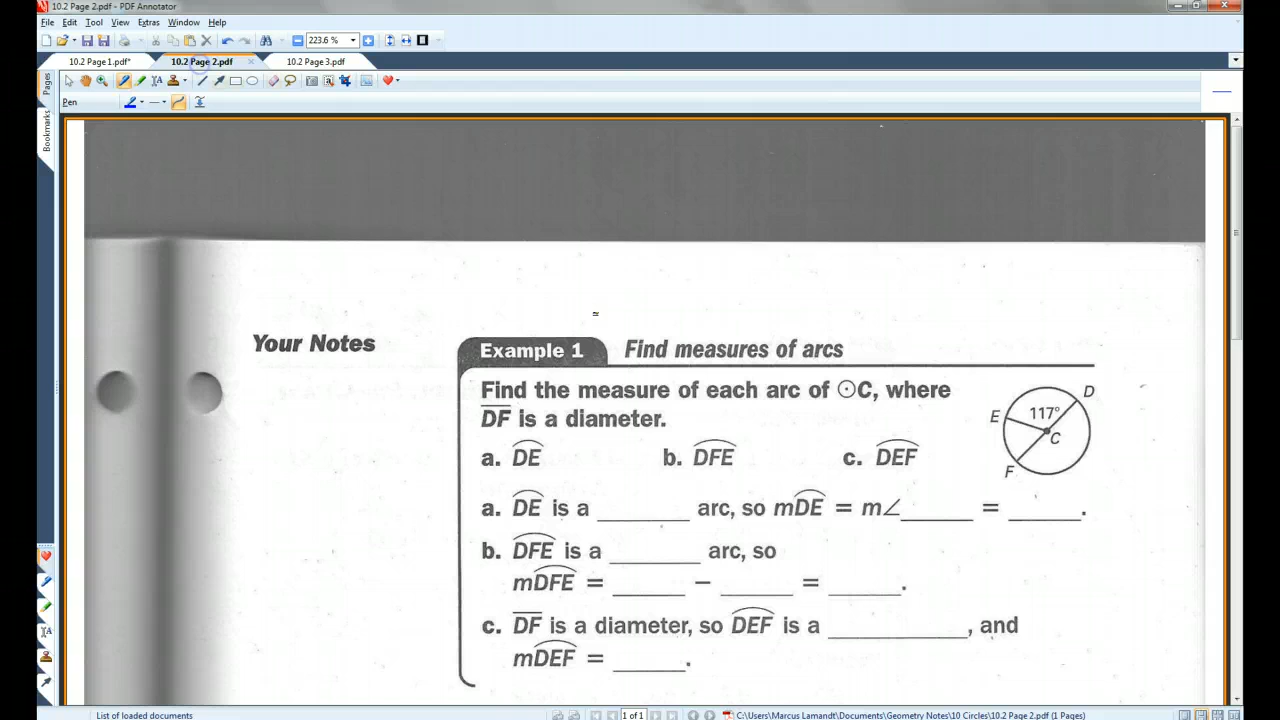 10.2 Page 2.pdf - PDF Annotator
File Edit Tool View Extras Window Help
223.6 %
10.2 Page 1.pdf* 10.2 Page 2.pdf 10.2 Page 3.pdf
Pen
Pages
Bookmarks
Your Notes
Example 1 Find measures of arcs
Find the measure of each arc of ⊙C, where
DF is a diameter.
a. DE b. DFE c. DEF
D
E
117°
C
F
a. DE is a ________ arc, so mDE = m∠______ = ______.
b. DFE is a ________ arc, so
mDFE = ______ − ______ = ______.
c. DF is a diameter, so DEF is a ____________, and
mDEF = ______.
List of loaded documents 1 of 1 C:\Users\Marcus Lamandt\Documents\Geometry Notes\10 Circles\10.2 Page 2.pdf (1 Pages)